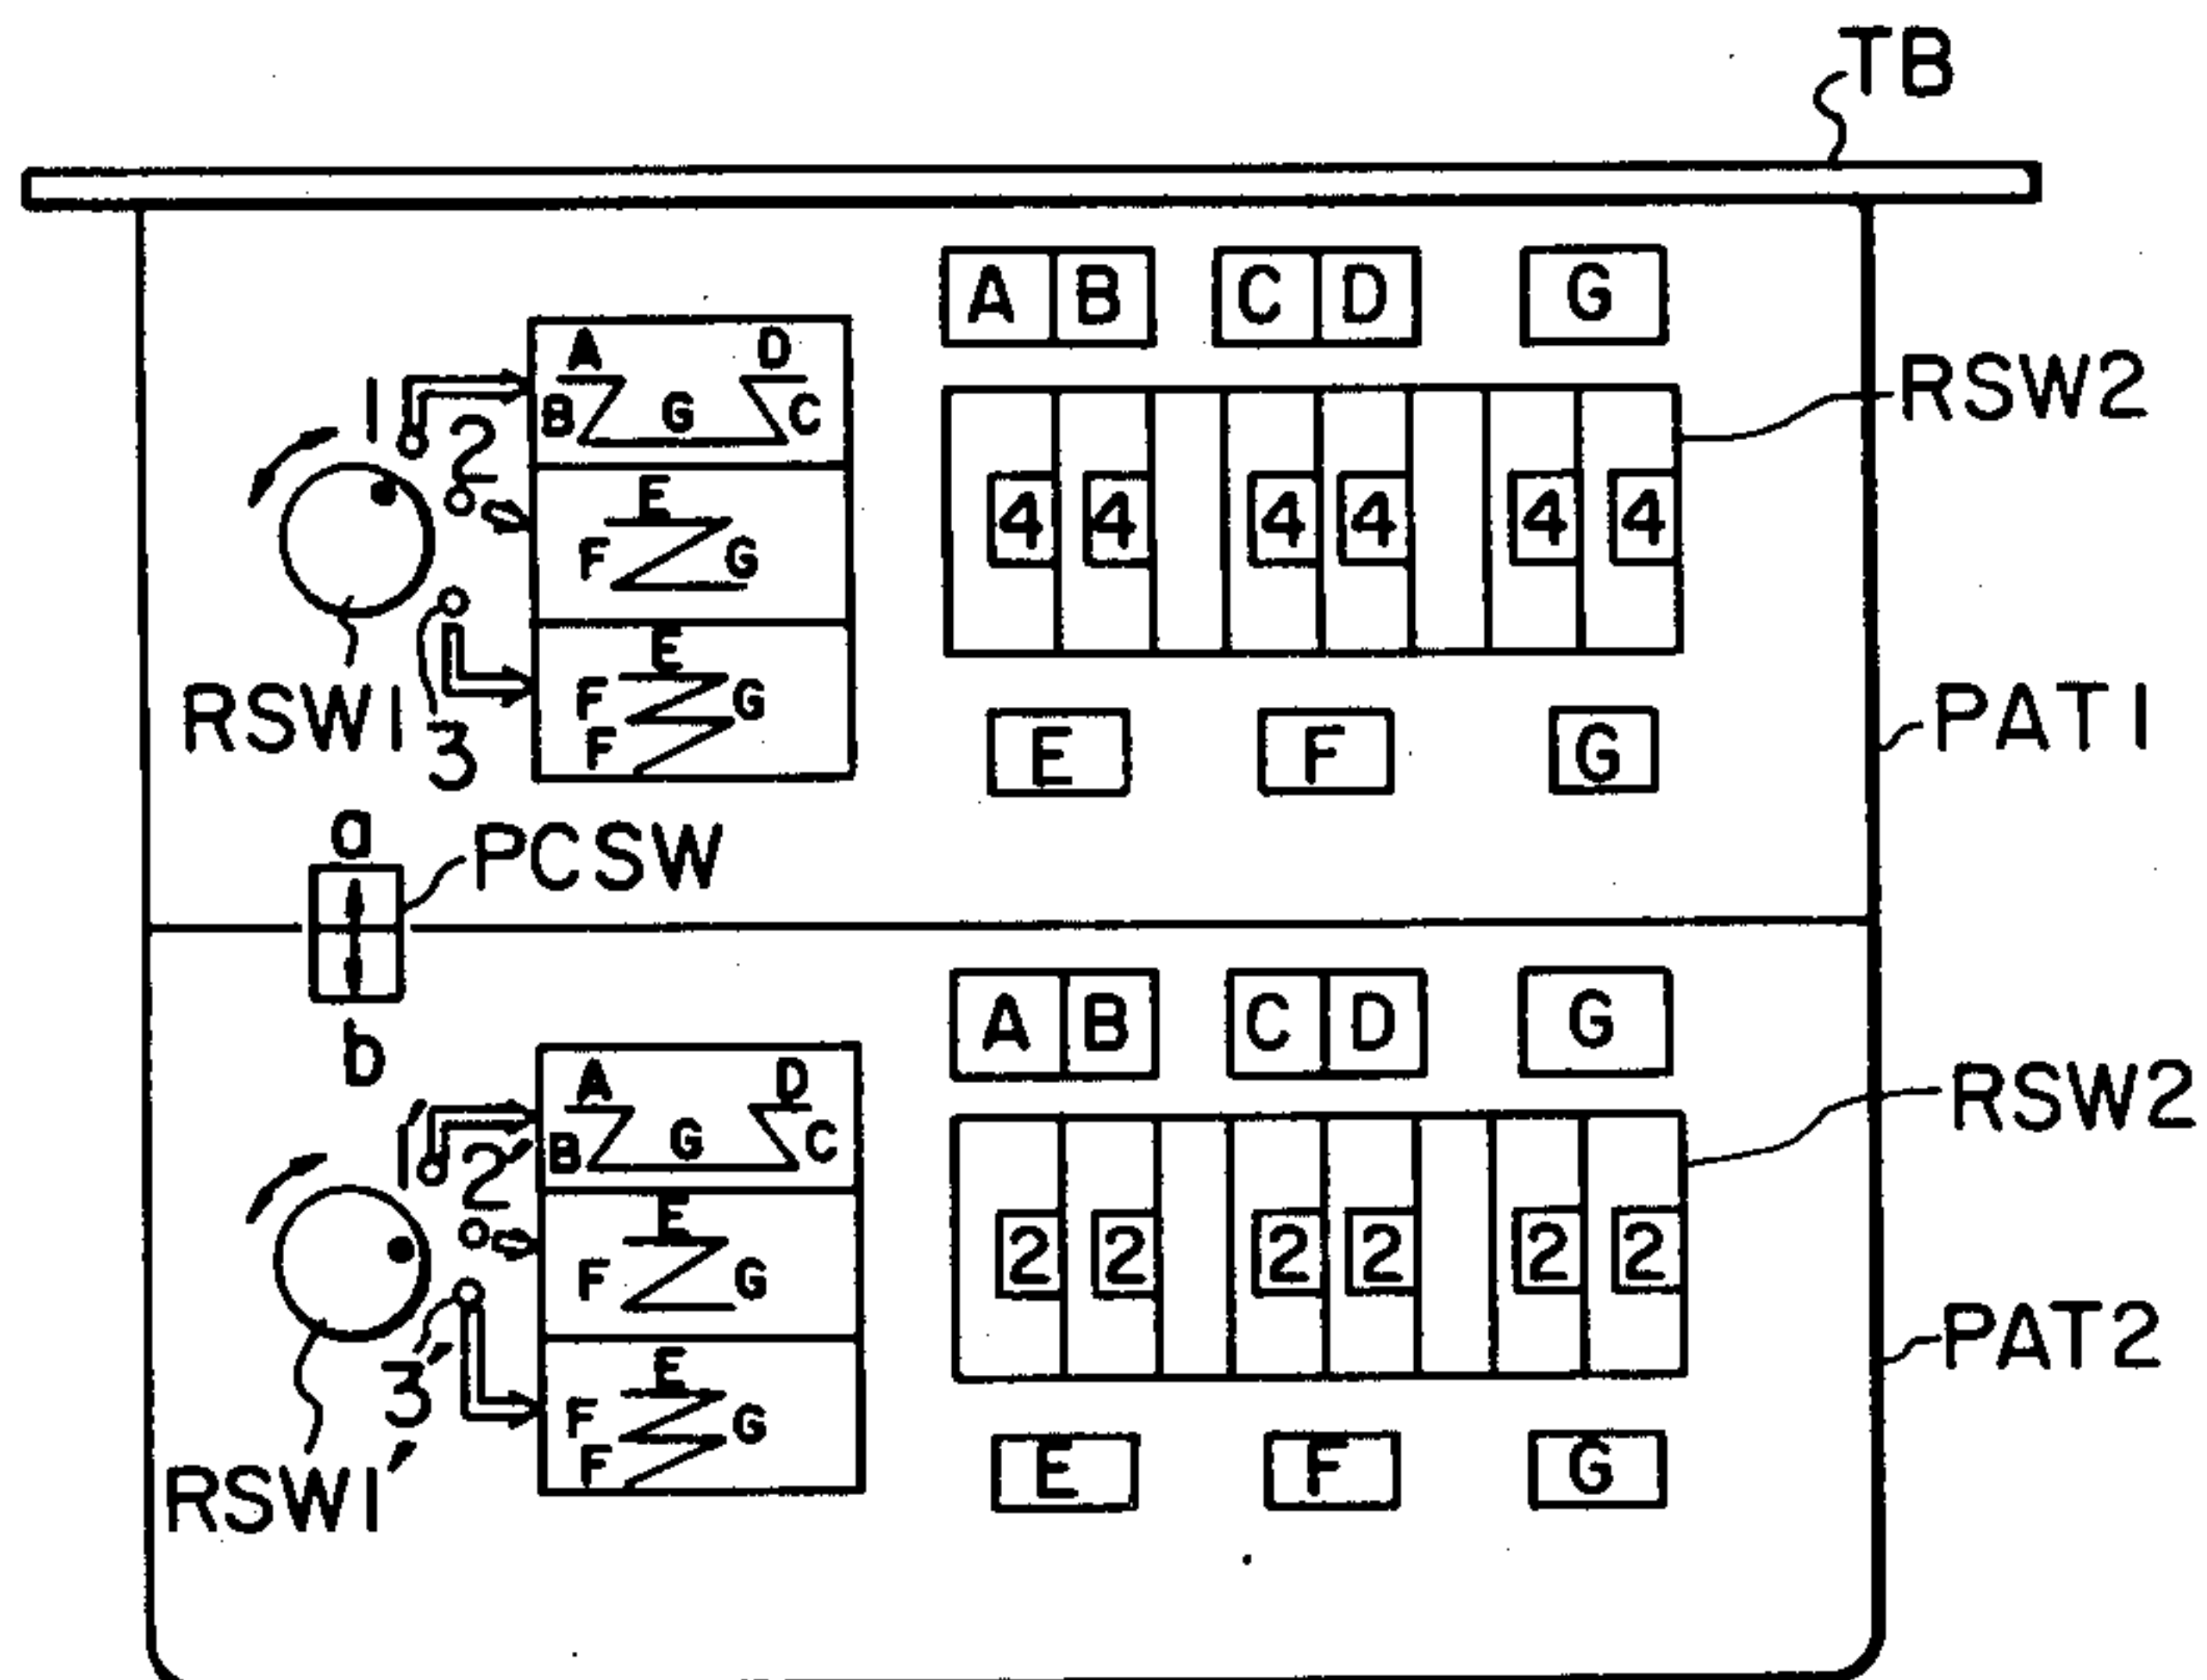 TB
A B C D G
RSW2
A D
B G C
1
2
E
F G
4 4 4 4 4 4
3
E
F G
F
RSW1
E F G
PAT1
a
PCSW
b
A B C D G
RSW2
A D
B G C
1'
2'
E
F G
2 2 2 2 2 2
3'
E
F G
F
RSW1'
E F G
PAT2